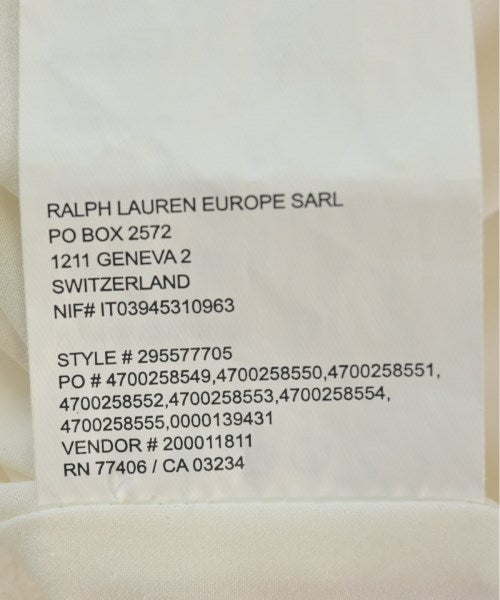 RALPH LAUREN EUROPE SARL
PO BOX 2572
1211 GENEVA 2
SWITZERLAND
NIF# IT03945310963
STYLE # 295577705
PO # 4700258549,4700258550,4700258551,
4700258552,4700258553,4700258554,
4700258555,0000139431
VENDOR # 200011811
RN 77406 / CA 03234